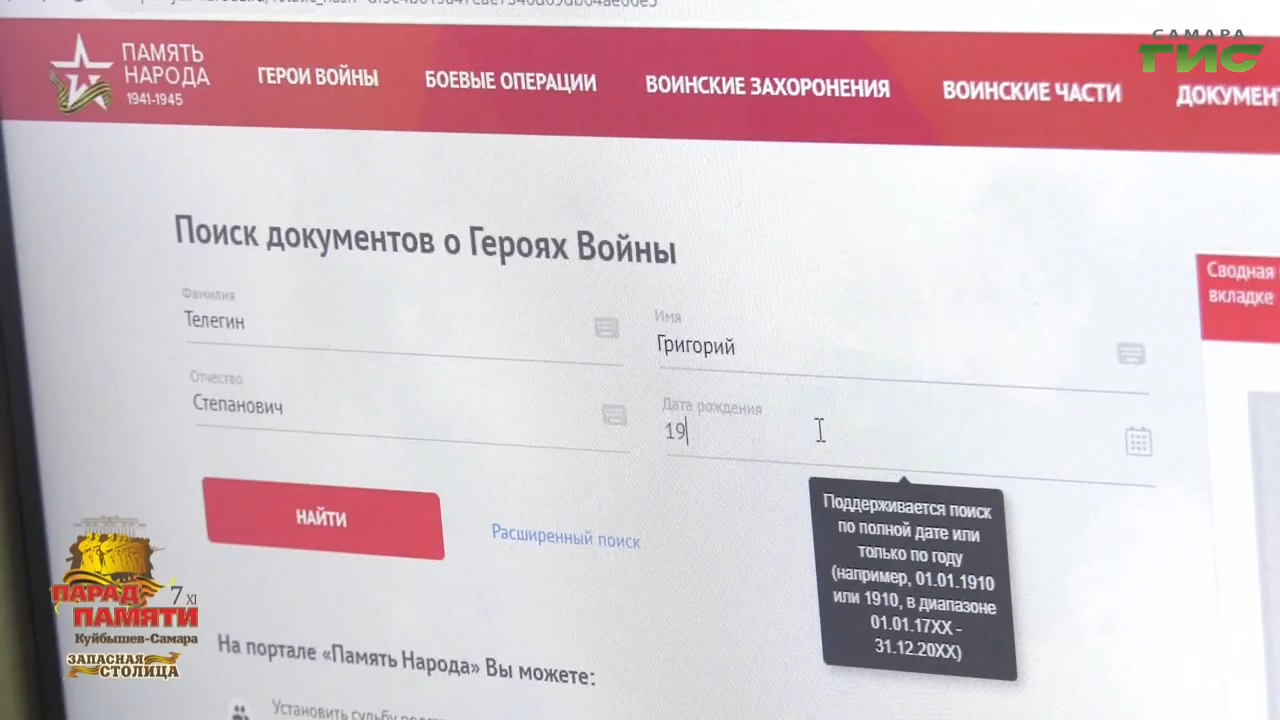 САМАРА
ГИС
ПАМЯТЬ
НАРОДА
1941-1945
ГЕРОИ ВОЙНЫ
БОЕВЫЕ ОПЕРАЦИИ
ВОИНСКИЕ ЗАХОРОНЕНИЯ
ВОИНСКИЕ ЧАСТИ
ДОКУМЕНТ
Поиск документов о Героях Войны
Сводная
вкладке
Фамилия
Телегин
Имя
Григорий
Отчество
Степанович
Дата рождения
19
НАЙТИ
Расширенный поиск
Поддерживается поиск
по полной дате или
только по году
(например, 01.01.1910
или 1910, в диапазоне
01.01.17XX -
31.12.20XX)
ПАРАД 7 XI
ПАМЯТИ
Куйбышев-Самара
ЗАПАСНАЯ
СТОЛИЦА
На портале «Память Народа» Вы можете:
Установить судьбу